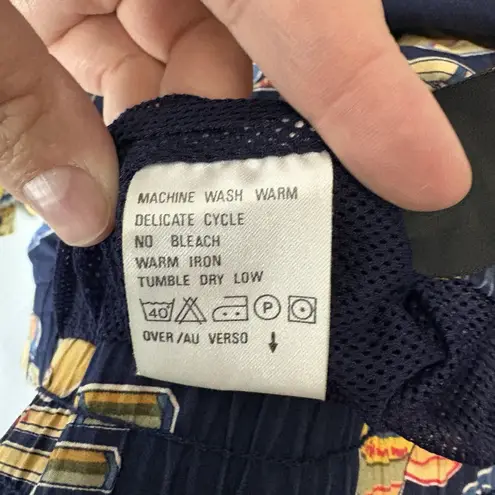 MACHINE WASH WARM
DELICATE CYCLE
NO BLEACH
WARM IRON
TUMBLE DRY LOW
40 P
OVER/AU VERSO